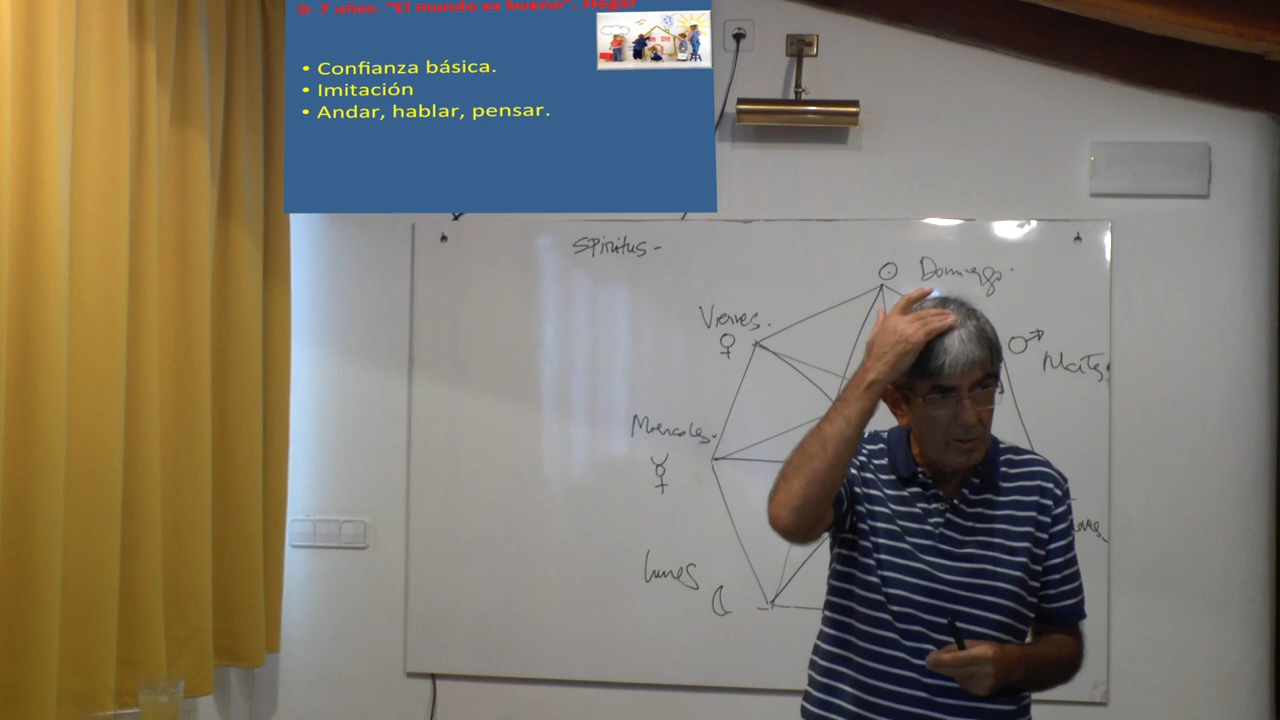 0- 7 años. "El mundo es bueno". Hogar
• Confianza básica.
• Imitación
• Andar, hablar, pensar.
Spiritus-
Domingo.
Viernes.
Miercoles.
Lunes